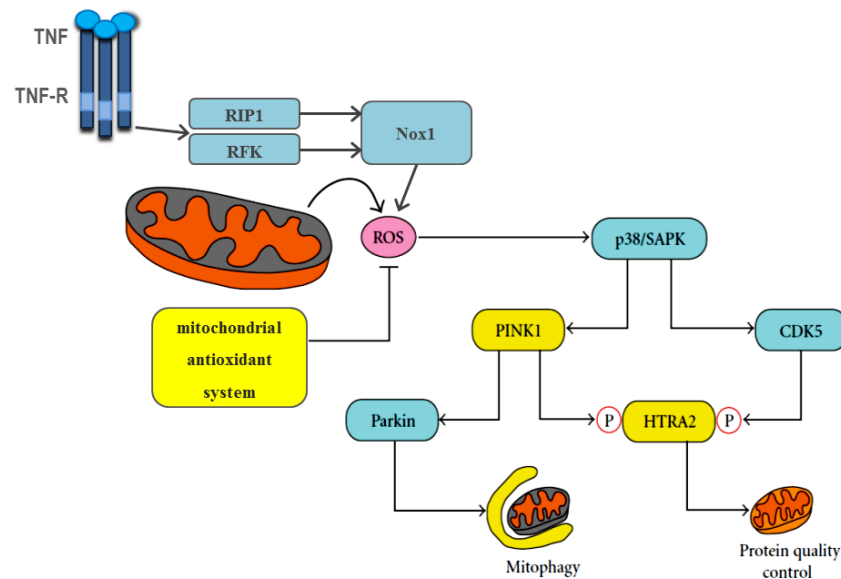 TNF
TNF-R
RIP1
RFK
Nox1
ROS
p38/SAPK
mitochondrial
antioxidant
system
PINK1
CDK5
Parkin
P
HTRA2
P
Mitophagy
Protein quality
control